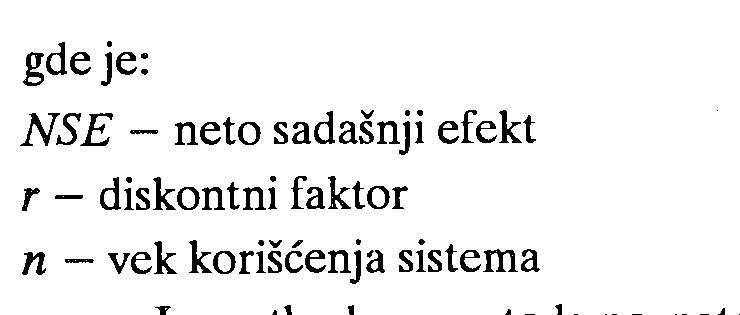 gde je:
NSE – neto sadašnji efekt
r – diskontni faktor
n – vek korišćenja sistema